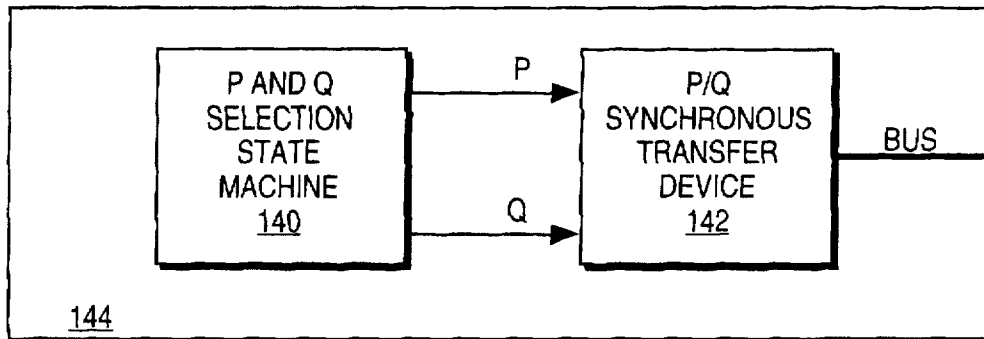 P AND Q
SELECTION
STATE
MACHINE
140
P
Q
P/Q
SYNCHRONOUS
TRANSFER
DEVICE
142
BUS
144